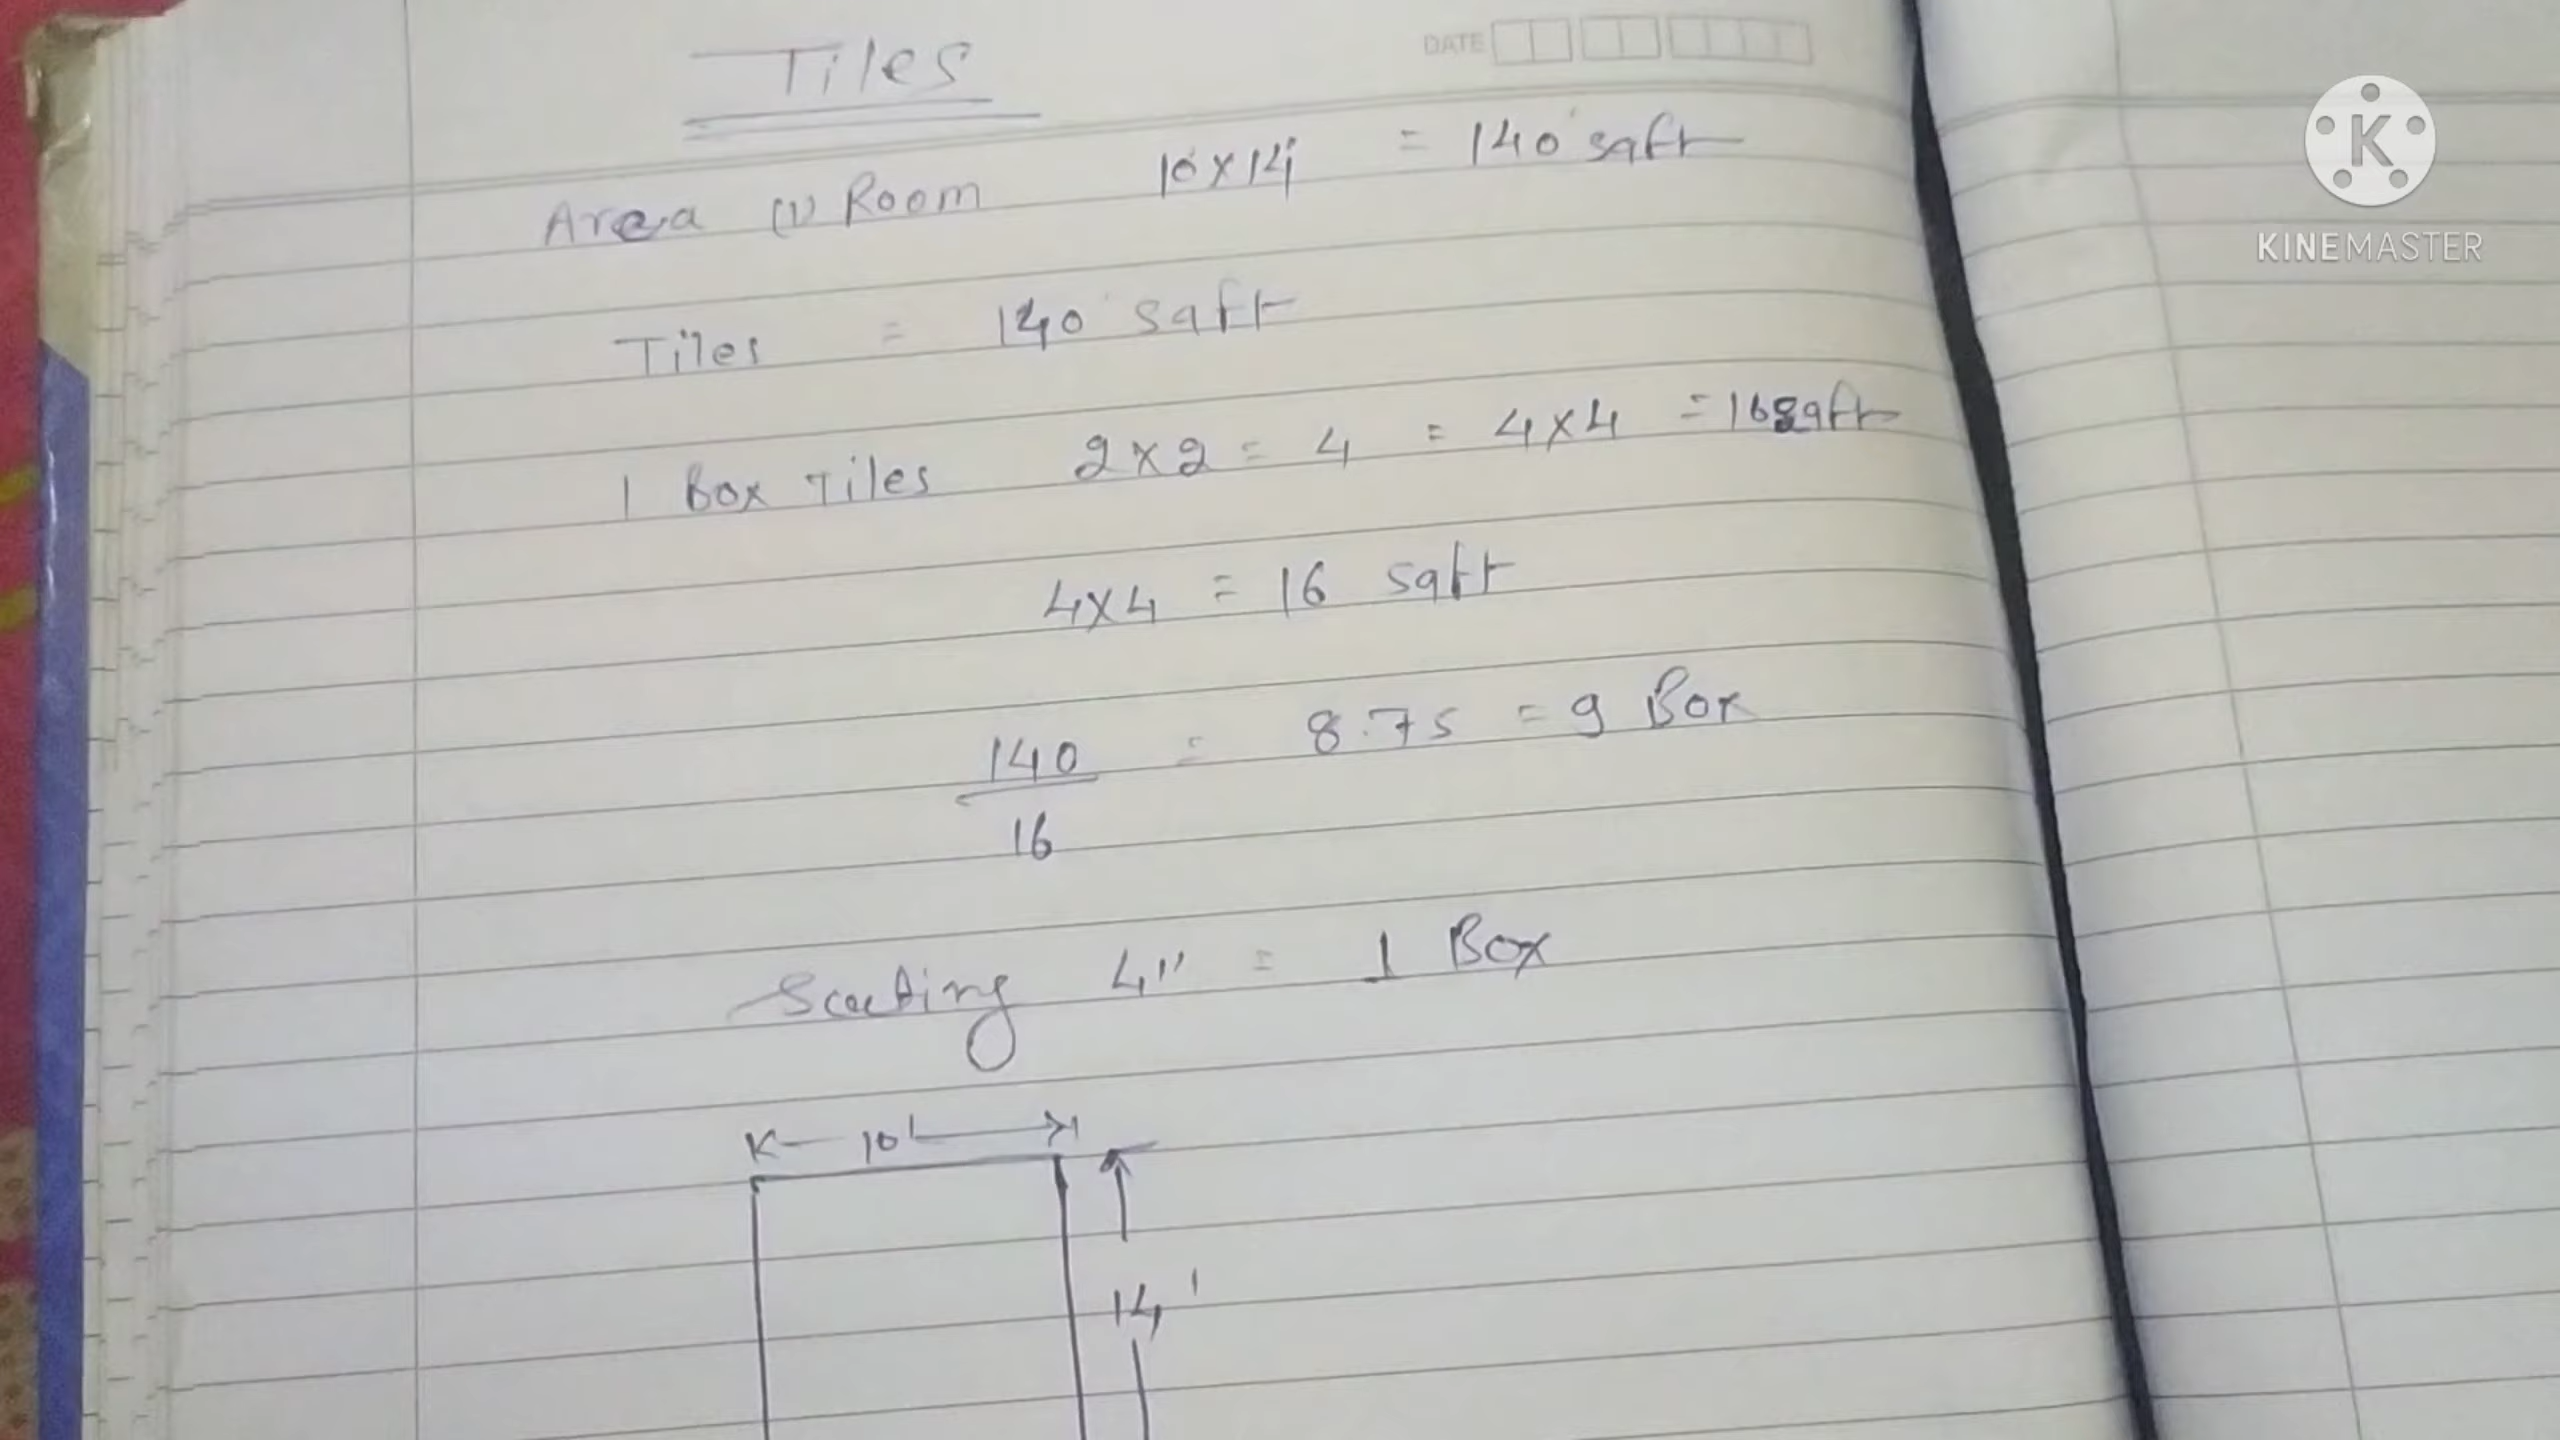 DATE
Tiles
Area (1) Room 10x14 = 140 sqft
Tiles = 140 sqft
1 Box Tiles 2x2 = 4 = 4x4 = 16sqft
4x4 = 16 sqft
140/16 = 8.75 = 9 Box
4" = 1 Box
10'
14'
K
KINEMASTER